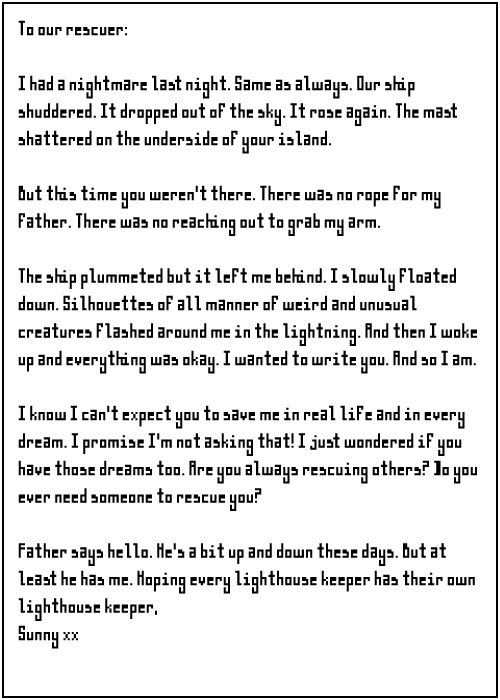 To our rescuer:
I had a nightmare last night. Same as always. Our ship
shuddered. It dropped out of the sky. It rose again. The mast
shattered on the underside of your island.
But this time you weren't there. There was no rope for my
father. There was no reaching out to grab my arm.
The ship plummeted but it left me behind. I slowly floated
down. Silhouettes of all manner of weird and unusual
creatures flashed around me in the lightning. And then I woke
up and everything was okay. I wanted to write you. And so I am.
I know I can't expect you to save me in real life and in every
dream. I promise I'm not asking that! I just wondered if you
have those dreams too. Are you always rescuing others? Do you
ever need someone to rescue you?
Father says hello. He's a bit up and down these days. But at
least he has me. Hoping every lighthouse keeper has their own
lighthouse keeper,
Sunny xx